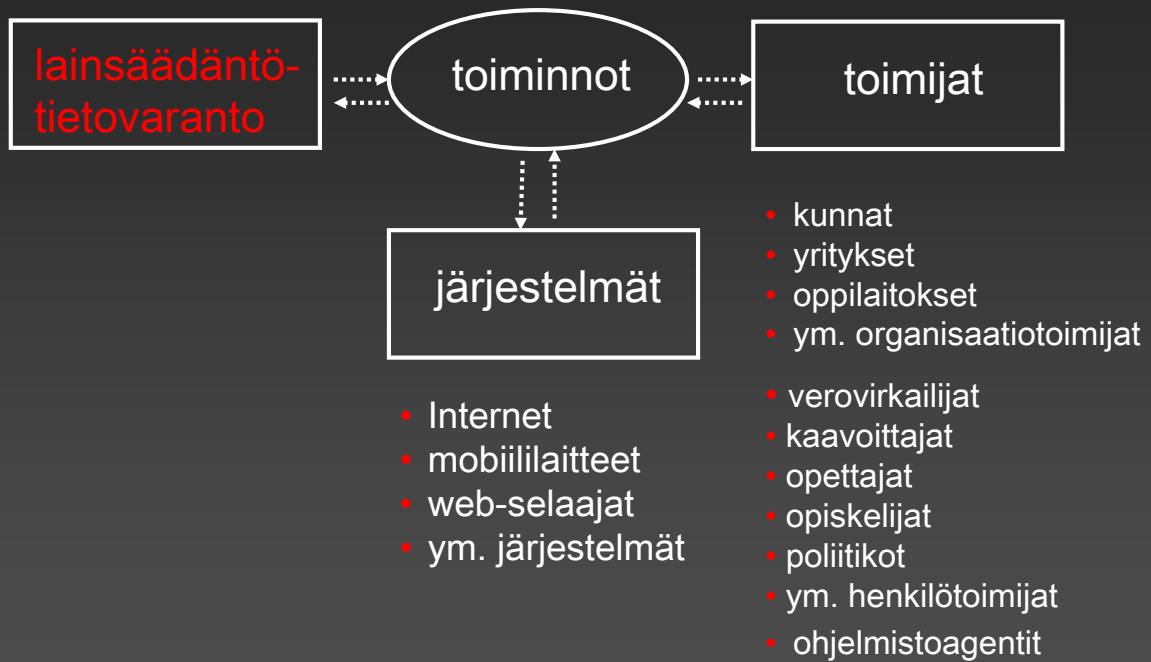 lainsäädäntö-
tietovaranto
toiminnot
toimijat
järjestelmät
• Internet
• mobiililaitteet
• web-selaajat
• ym. järjestelmät
• kunnat
• yritykset
• oppilaitokset
• ym. organisaatiotoimijat
• verovirkailijat
• kaavoittajat
• opettajat
• opiskelijat
• poliitikot
• ym. henkilötoimijat
• ohjelmistoagentit